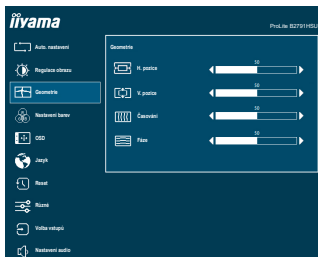 iiyama
ProLite B2791HSU
Auto. nastavení
Regulace obrazu
Geometrie
Nastavení barev
OSD
Jazyk
Reset
Různé
Volba vstupů
Nastavení audio
Geometrie
H. pozice
50
V. pozice
50
Časování
50
Fáze
50